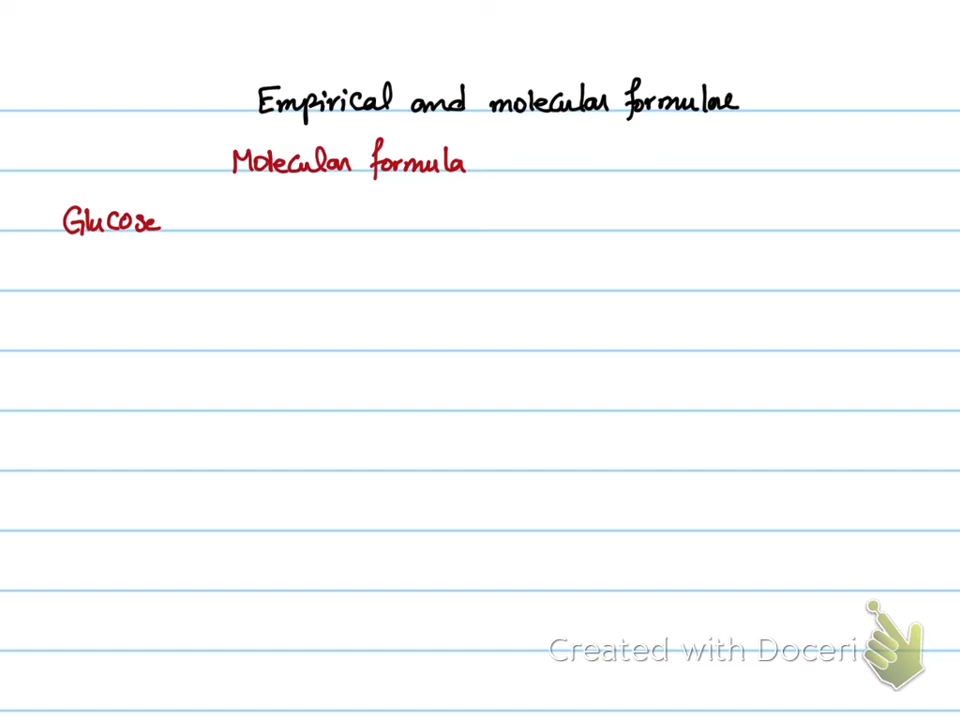 Empirical and molecular formulae
Molecular formula
Glucose
Created with Doceri